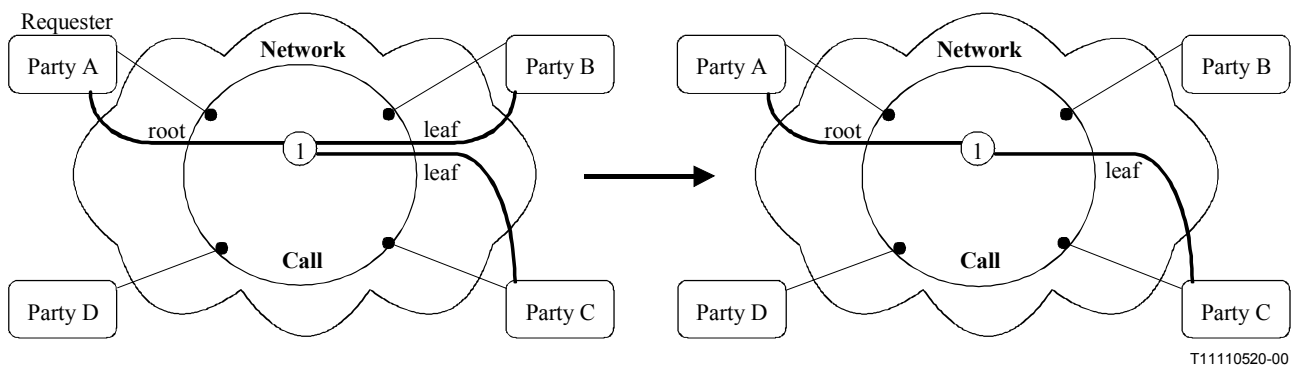 Requester
Party A
Network
Party B
root
1
leaf
leaf
Call
Party D
Party C
Party A
Network
Party B
root
1
leaf
Call
Party D
Party C
T11110520-00